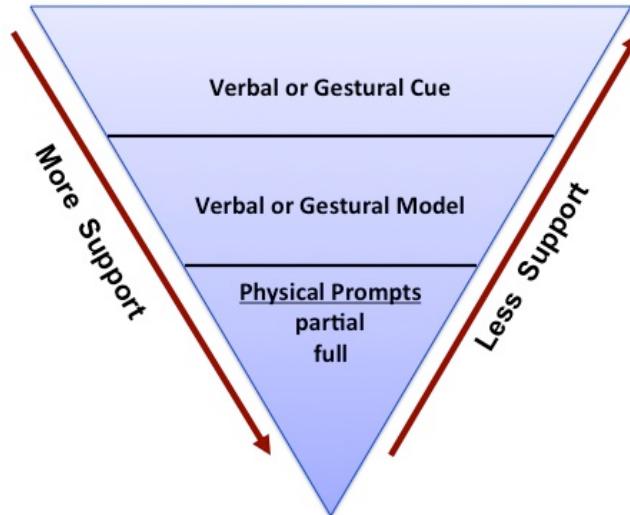 Verbal or Gestural Cue
More Support
Verbal or Gestural Model
Less Support
Physical Prompts
partial
full